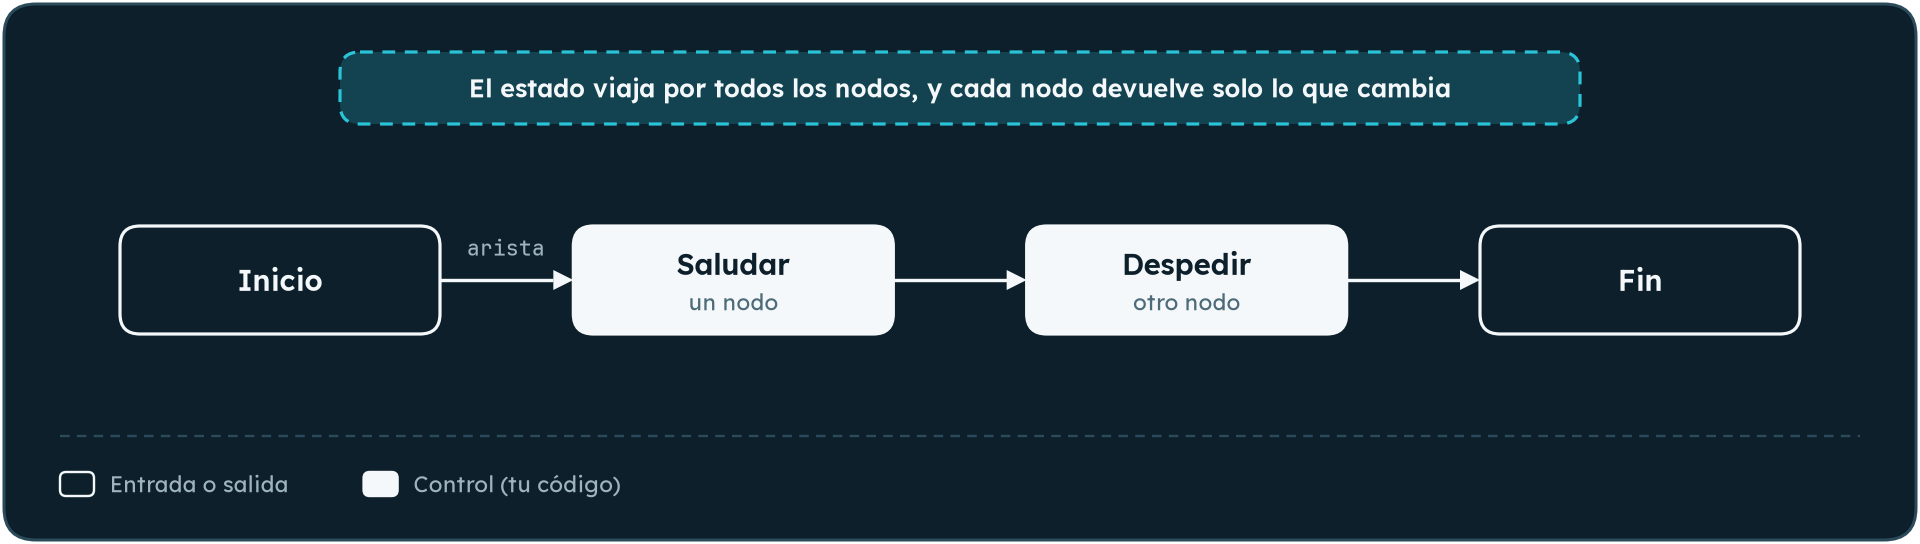 El estado viaja por todos los nodos, y cada nodo devuelve solo lo que cambia
Inicio
arista
Saludar
un nodo
Despedir
otro nodo
Fin
Entrada o salida
Control (tu código)